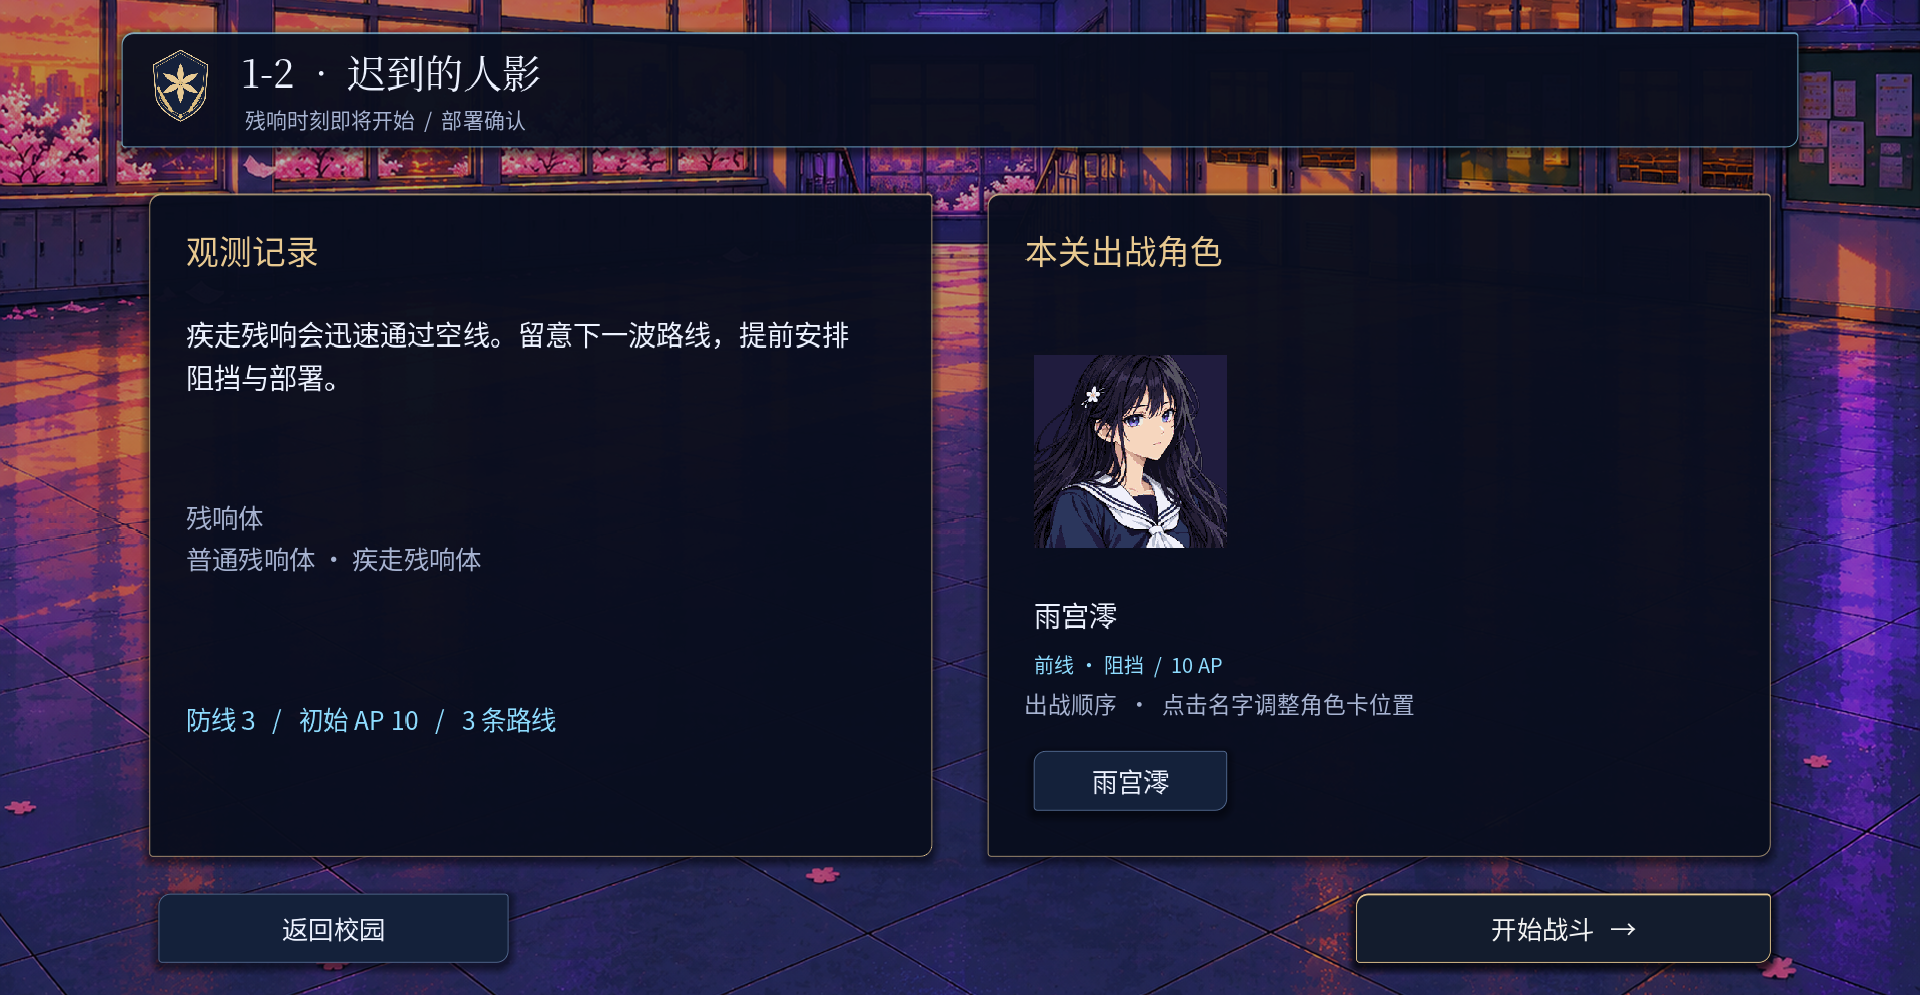 1-2 · 迟到的人影
残响时刻即将开始 / 部署确认
观测记录
疾走残响会迅速通过空线。留意下一波路线，提前安排
阻挡与部署。
残响体
普通残响体 · 疾走残响体
防线 3 / 初始 AP 10 / 3 条路线
本关出战角色
雨宫澪
前线 · 阻挡 / 10 AP
出战顺序 · 点击名字调整角色卡位置
雨宫澪
返回校园
开始战斗 →